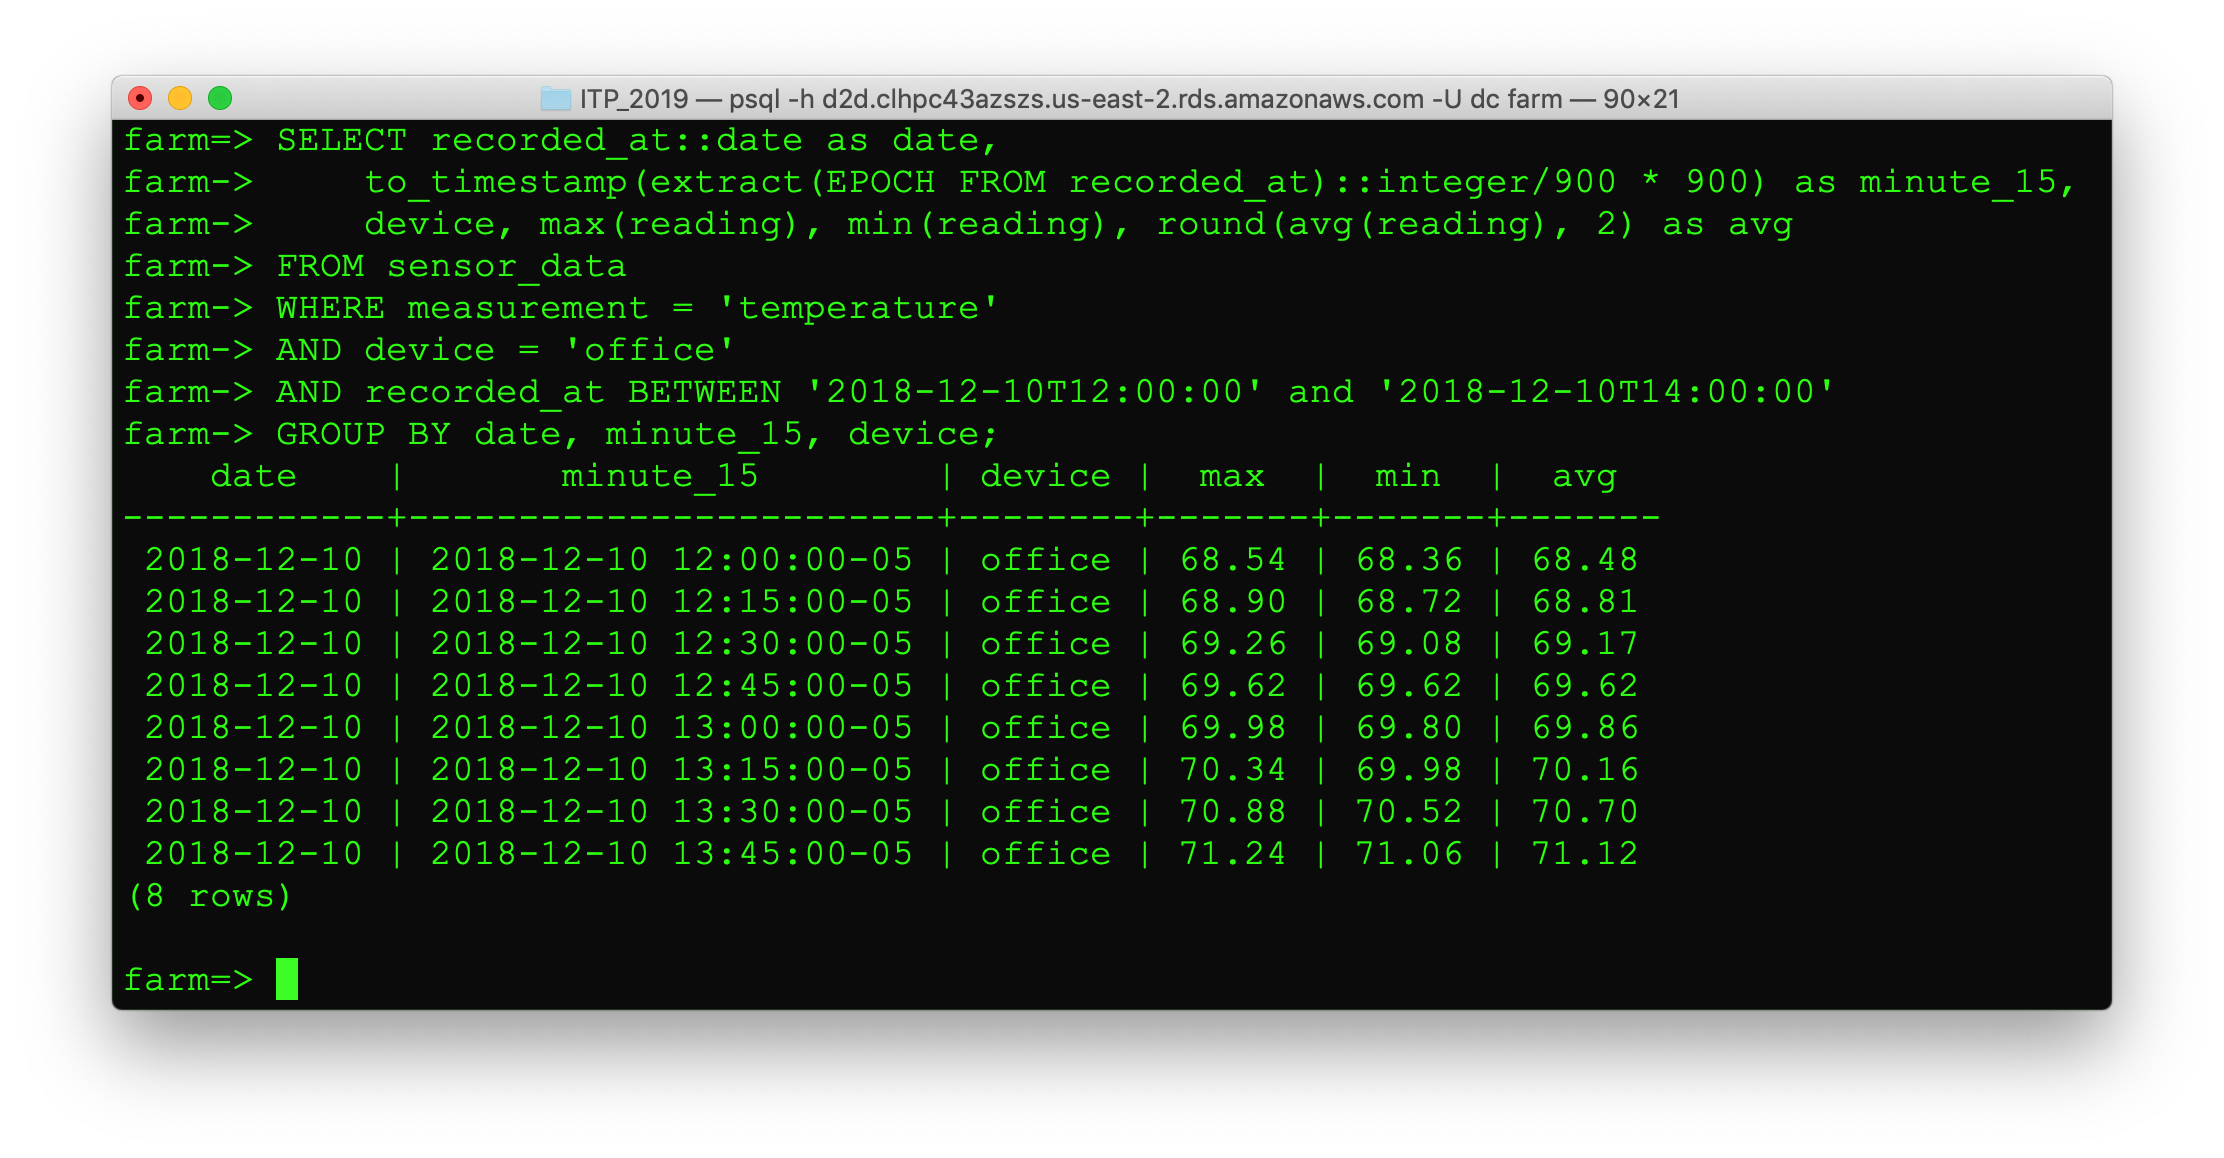 ITP_2019 — psql -h d2d.clhpc43azszs.us-east-2.rds.amazonaws.com -U dc farm — 90×21
farm=> SELECT recorded_at::date as date,
farm->     to_timestamp(extract(EPOCH FROM recorded_at)::integer/900 * 900) as minute_15,
farm->     device, max(reading), min(reading), round(avg(reading), 2) as avg
farm-> FROM sensor_data
farm-> WHERE measurement = 'temperature'
farm-> AND device = 'office'
farm-> AND recorded_at BETWEEN '2018-12-10T12:00:00' and '2018-12-10T14:00:00'
farm-> GROUP BY date, minute_15, device;
    date    |       minute_15        | device |  max  |  min  |  avg
------------+------------------------+--------+-------+-------+-------
 2018-12-10 | 2018-12-10 12:00:00-05 | office | 68.54 | 68.36 | 68.48
 2018-12-10 | 2018-12-10 12:15:00-05 | office | 68.90 | 68.72 | 68.81
 2018-12-10 | 2018-12-10 12:30:00-05 | office | 69.26 | 69.08 | 69.17
 2018-12-10 | 2018-12-10 12:45:00-05 | office | 69.62 | 69.62 | 69.62
 2018-12-10 | 2018-12-10 13:00:00-05 | office | 69.98 | 69.80 | 69.86
 2018-12-10 | 2018-12-10 13:15:00-05 | office | 70.34 | 69.98 | 70.16
 2018-12-10 | 2018-12-10 13:30:00-05 | office | 70.88 | 70.52 | 70.70
 2018-12-10 | 2018-12-10 13:45:00-05 | office | 71.24 | 71.06 | 71.12
(8 rows)
farm=>